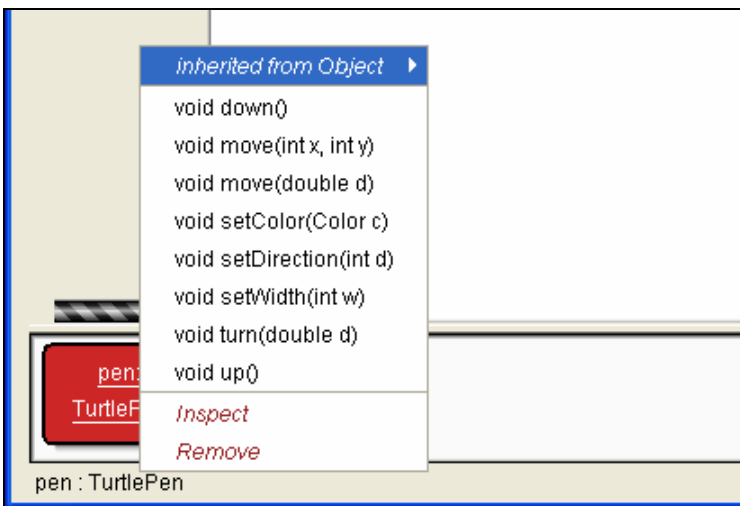 inherited from Object
void down()
void move(int x, int y)
void move(double d)
void setColor(Color c)
void setDirection(int d)
void setWidth(int w)
void turn(double d)
void up()
Inspect
Remove
pen:
TurtleP
pen : TurtlePen